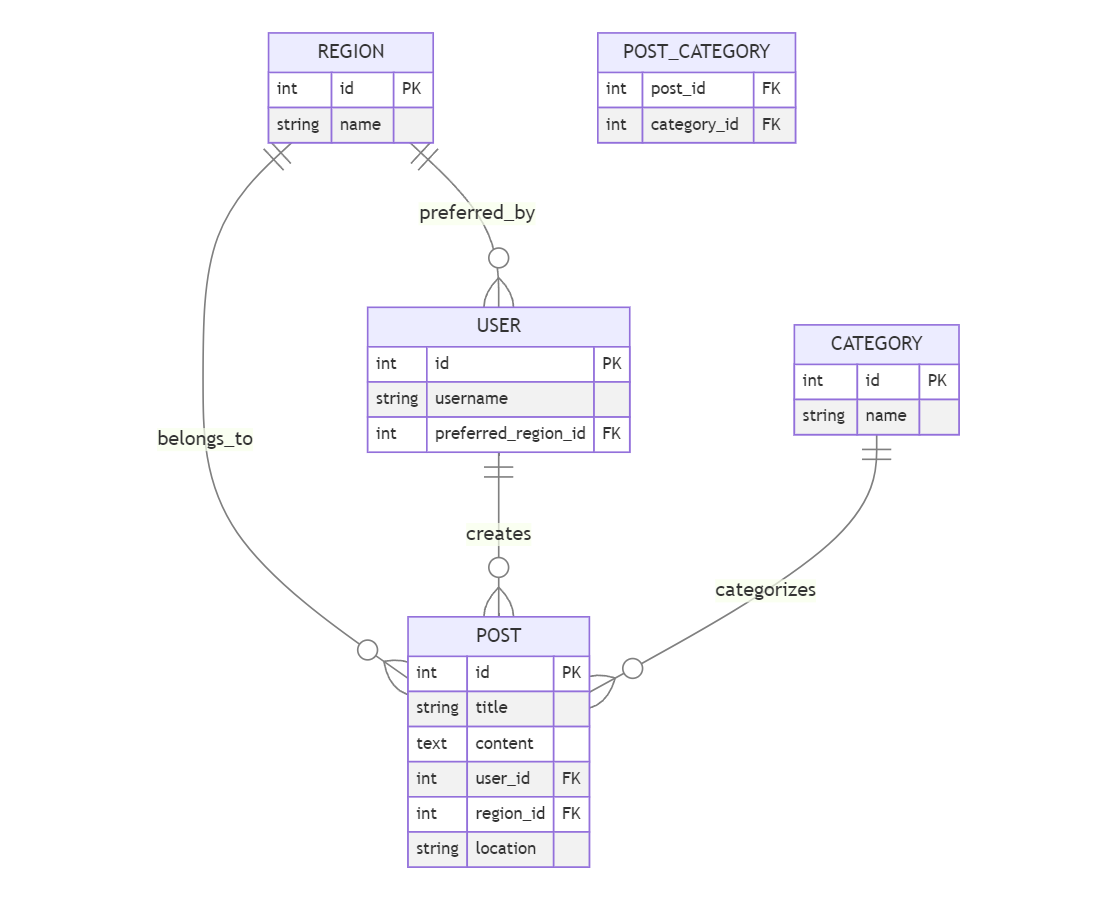 REGION
int id PK
string name
POST_CATEGORY
int post_id FK
int category_id FK
preferred_by
USER
int id PK
string username
int preferred_region_id FK
CATEGORY
int id PK
string name
belongs_to
creates
categorizes
POST
int id PK
string title
text content
int user_id FK
int region_id FK
string location